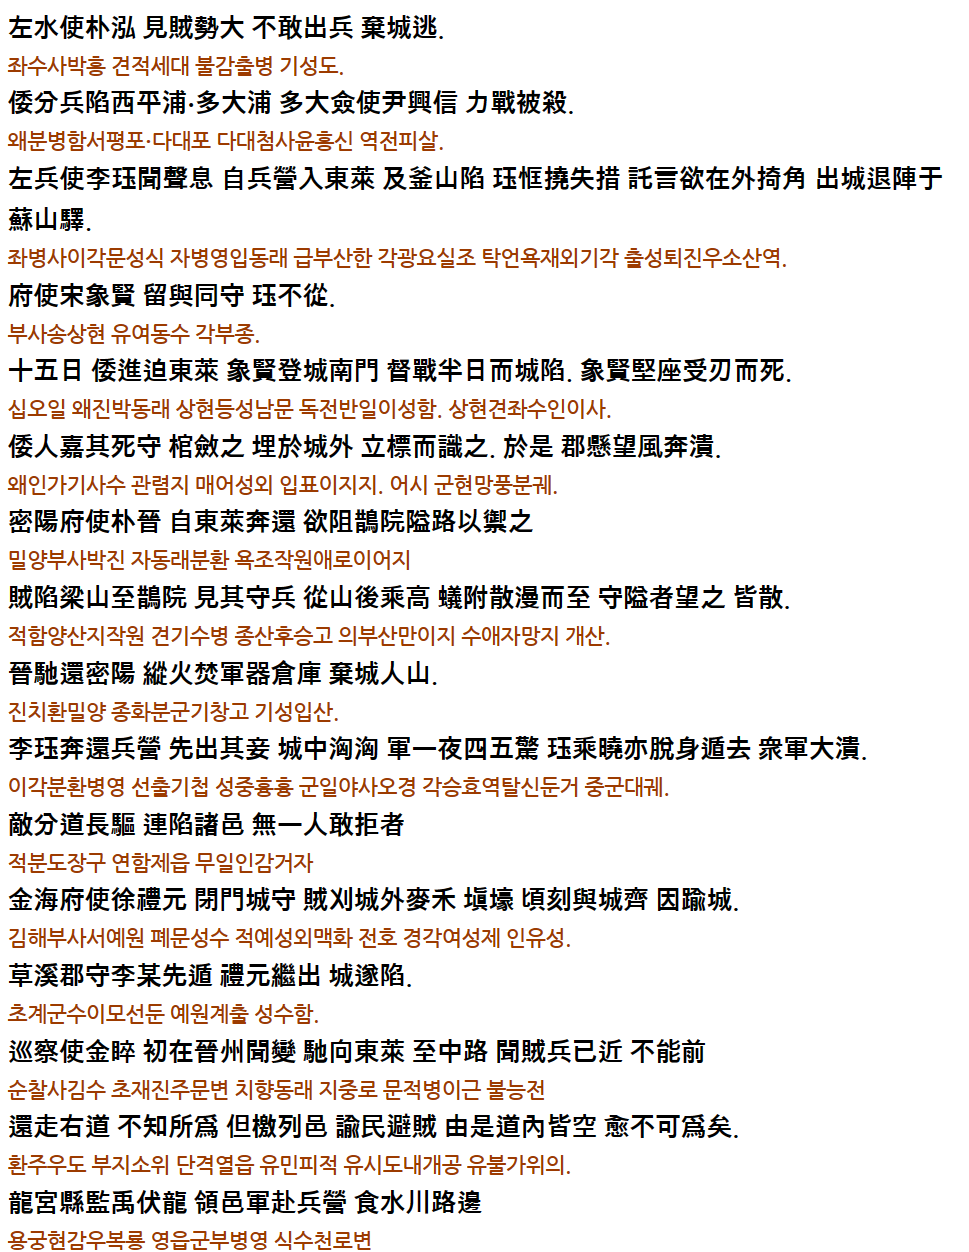 左水使朴泓 見賊勢大 不敢出兵 棄城逃.
좌수사박흥 견적세대 불감출병 기성도.
倭分兵陷西平浦·多大浦 多大僉使尹興信 力戰被殺.
왜분병함서평포·다대포 다대첨사윤흥신 역전피살.
左兵使李珏聞聲息 自兵營入東萊 及釜山陷 珏恇撓失措 託言欲在外掎角 出城退陣于
蘇山驛.
좌병사이각문성식 자병영입동래 급부산한 각광요실조 탁언욕재외기각 출성퇴진우소산역.
府使宋象賢 留與同守 珏不從.
부사송상현 유여동수 각부종.
十五日 倭進迫東萊 象賢登城南門 督戰半日而城陷. 象賢堅座受刃而死.
십오일 왜진박동래 상현등성남문 독전반일이성함. 상현견좌수인이사.
倭人嘉其死守 棺斂之 埋於城外 立標而識之. 於是 郡懸望風奔潰.
왜인가기사수 관렴지 매어성외 입표이지지. 어시 군현망풍분궤.
密陽府使朴晉 自東萊奔還 欲阻鵲院隘路以禦之
밀양부사박진 자동래분환 욕조작원애로이어지
賊陷梁山至鵲院 見其守兵 從山後乘高 蟻附散漫而至 守隘者望之 皆散.
적함양산지작원 견기수병 종산후승고 의부산만이지 수애자망지 개산.
晉馳還密陽 縱火焚軍器倉庫 棄城人山.
진치환밀양 종화분군기창고 기성입산.
李珏奔還兵營 先出其妾 城中洶洶 軍一夜四五驚 珏乘曉亦脫身遁去 衆軍大潰.
이각분환병영 선출기첩 성중흉흉 군일야사오경 각승효역탈신둔거 중군대궤.
敵分道長驅 連陷諸邑 無一人敢拒者
적분도장구 연함제읍 무일인감거자
金海府使徐禮元 閉門城守 賊刈城外麥禾 塡壕 頃刻與城齊 因踰城.
김해부사서예원 폐문성수 적예성외맥화 전호 경각여성제 인유성.
草溪郡守李某先遁 禮元繼出 城遂陷.
초계군수이모선둔 예원계출 성수함.
巡察使金睟 初在晉州聞變 馳向東萊 至中路 聞賊兵已近 不能前
순찰사김수 초재진주문변 치향동래 지중로 문적병이근 불능전
還走右道 不知所爲 但檄列邑 諭民避賊 由是道內皆空 愈不可爲矣.
환주우도 부지소위 단격열읍 유민피적 유시도내개공 유불가위의.
龍宮縣監禹伏龍 領邑軍赴兵營 食水川路邊
용궁현감우복룡 영읍군부병영 식수천로변